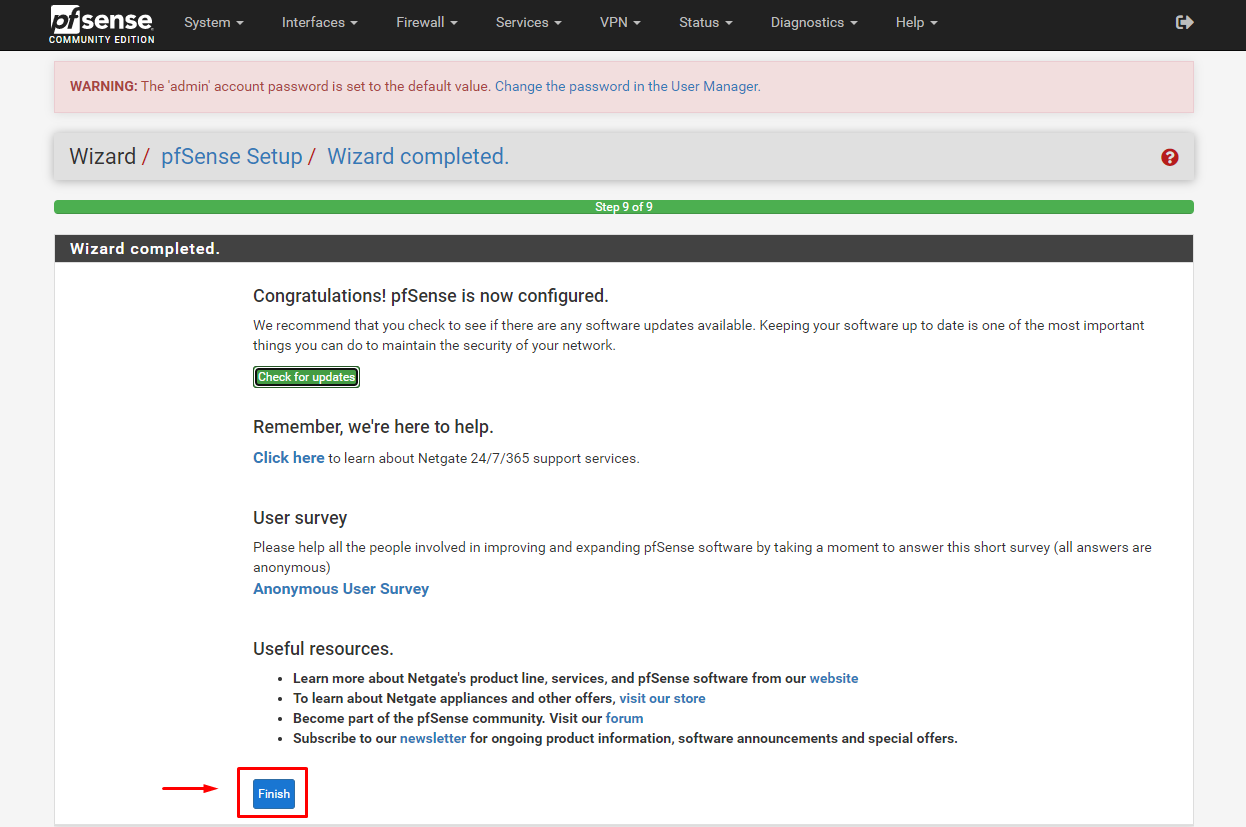 pfsense
COMMUNITY EDITION
System
Interfaces
Firewall
Services
VPN
Status
Diagnostics
Help
WARNING: The 'admin' account password is set to the default value. Change the password in the User Manager.
Wizard / pfSense Setup / Wizard completed.
Step 9 of 9
Wizard completed.
Congratulations! pfSense is now configured.
We recommend that you check to see if there are any software updates available. Keeping your software up to date is one of the most important
things you can do to maintain the security of your network.
Check for updates
Remember, we're here to help.
Click here to learn about Netgate 24/7/365 support services.
User survey
Please help all the people involved in improving and expanding pfSense software by taking a moment to answer this short survey (all answers are
anonymous)
Anonymous User Survey
Useful resources.
• Learn more about Netgate's product line, services, and pfSense software from our website
• To learn about Netgate appliances and other offers, visit our store
• Become part of the pfSense community. Visit our forum
• Subscribe to our newsletter for ongoing product information, software announcements and special offers.
Finish